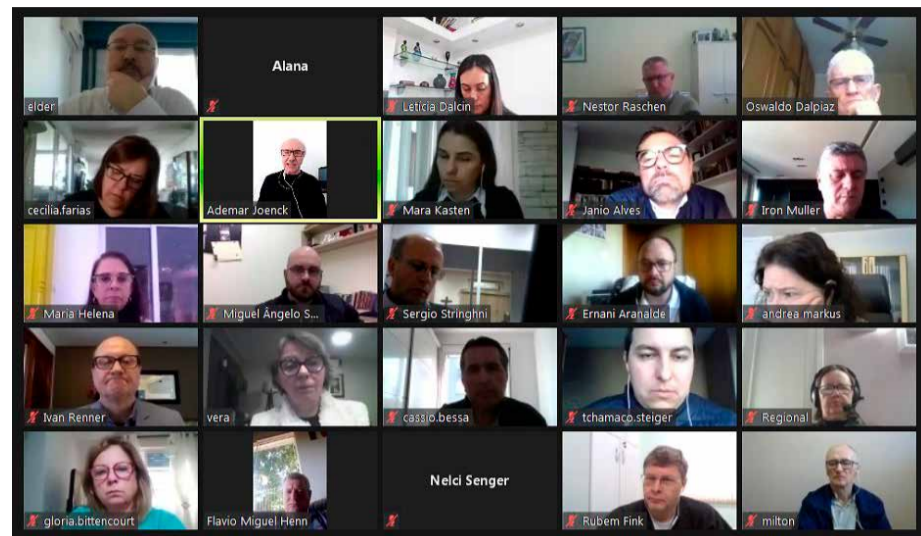 elder
Alana
Letícia Dalcin
Nestor Raschen
Oswaldo Dalpiaz
cecilia.farias
Ademar Joenck
Mara Kasten
Janio Alves
Iron Muller
Maria Helena
Miguel Ângelo S...
Sergio Stringhni
Ernani Aranalde
andrea markus
Ivan Renner
vera
cassio.bessa
tchamaco.steiger
Regional
gloria.bittencourt
Flavio Miguel Henn
Nelci Senger
Rubem Fink
milton